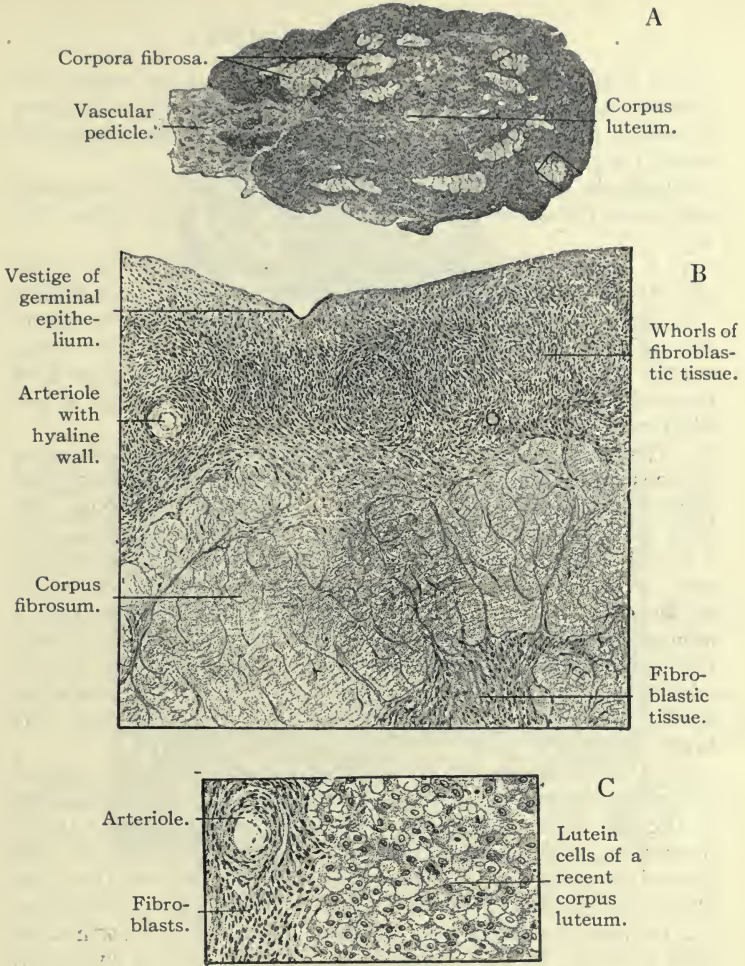 A
Corpora fibrosa.
Vascular
pedicle.
Corpus
luteum.
B
Vestige of
germinal
epithe-
lium.
Whorls of
fibroblas-
tic tissue.
Arteriole
with
hyaline
wall.
Corpus
fibrosum.
Fibro-
blastic
tissue.
C
Arteriole.
Fibro-
blasts.
Lutein
cells of a
recent
corpus
luteum.